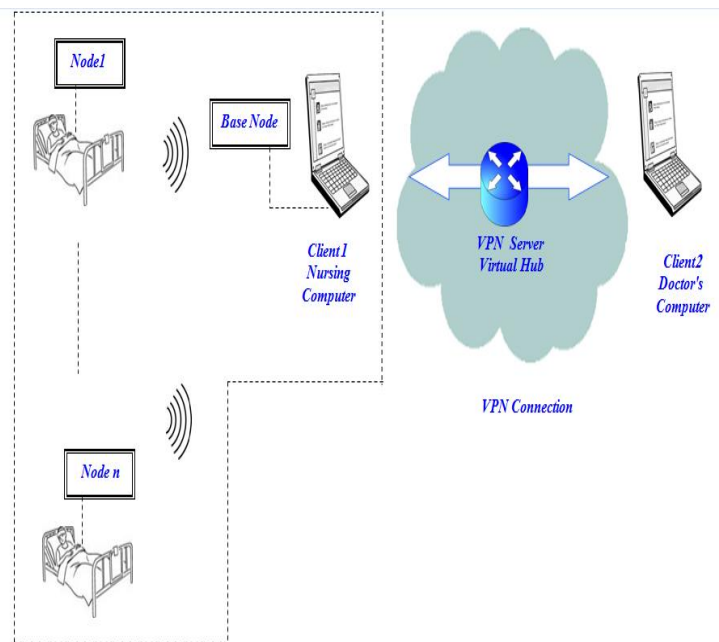 Node1
Base Node
Client1
Nursing
Computer
VPN Server
Virtual Hub
Client2
Doctor's
Computer
VPN Connection
Node n